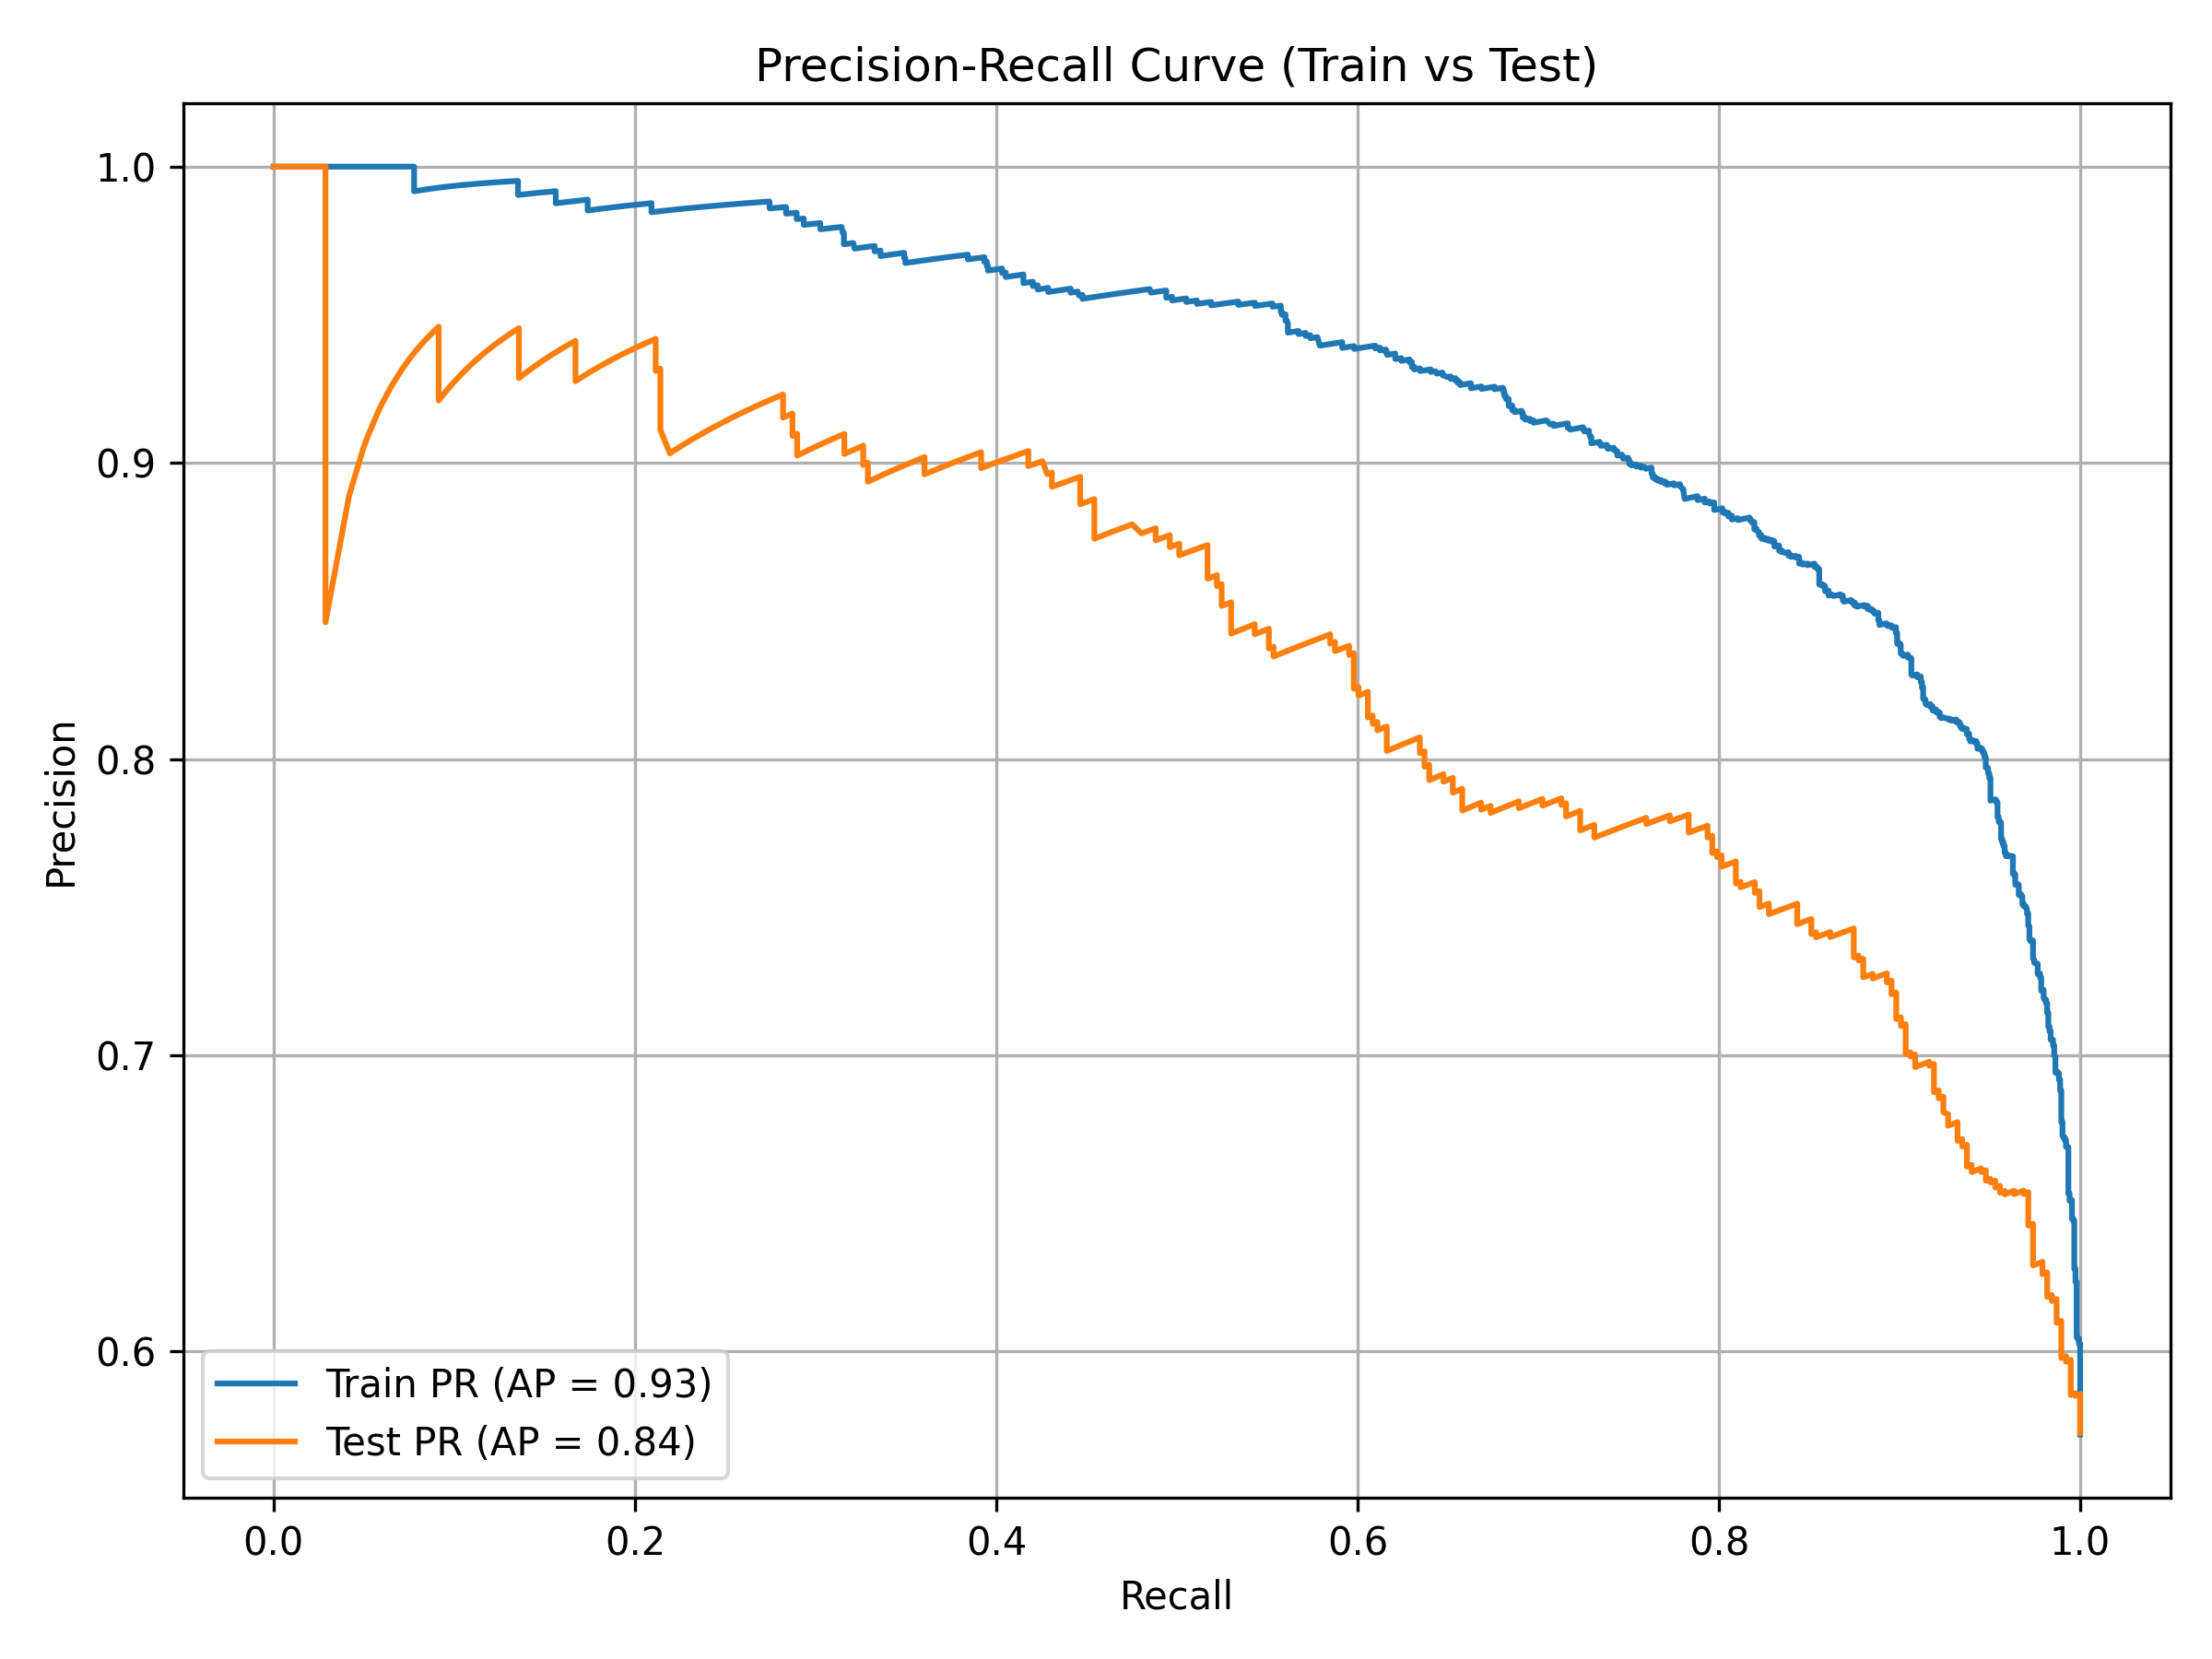 Precision-Recall Curve (Train vs Test)
1.0
0.9
0.8
0.7
0.6
Precision
Train PR (AP = 0.93)
Test PR (AP = 0.84)
0.0 0.2 0.4 0.6 0.8 1.0
Recall